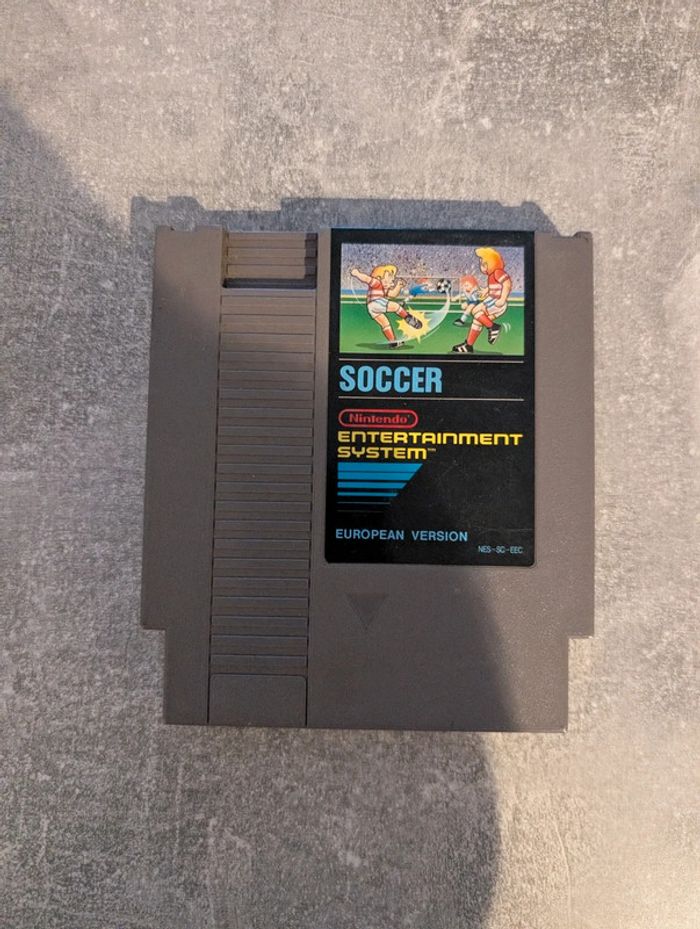 SOCCER
Nintendo®
ENTERTAINMENT
SYSTEM™
EUROPEAN VERSION
NES-SC-EEC